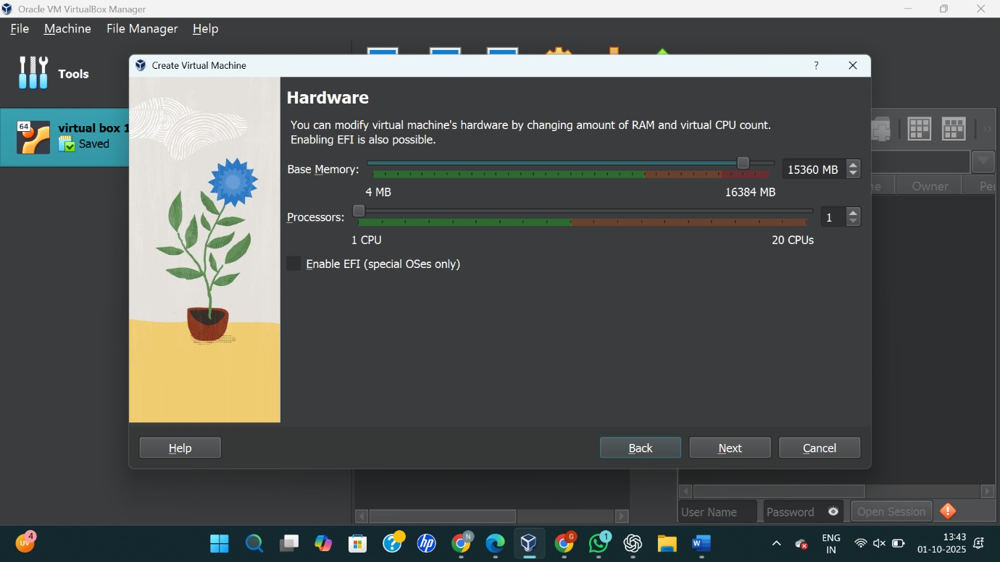 Oracle VM VirtualBox Manager
File Machine File Manager Help
Tools
64
virtual box 1
Saved
Create Virtual Machine
?
Hardware
You can modify virtual machine's hardware by changing amount of RAM and virtual CPU count.
Enabling EFI is also possible.
Base Memory:
15360 MB
4 MB
16384 MB
Processors:
1
1 CPU
20 CPUs
Enable EFI (special OSes only)
Help
Back
Next
Cancel
Owner
User Name
Password
Open Session
UV
4
hp
N
G
1
W
ENG
IN
13:43
01-10-2025